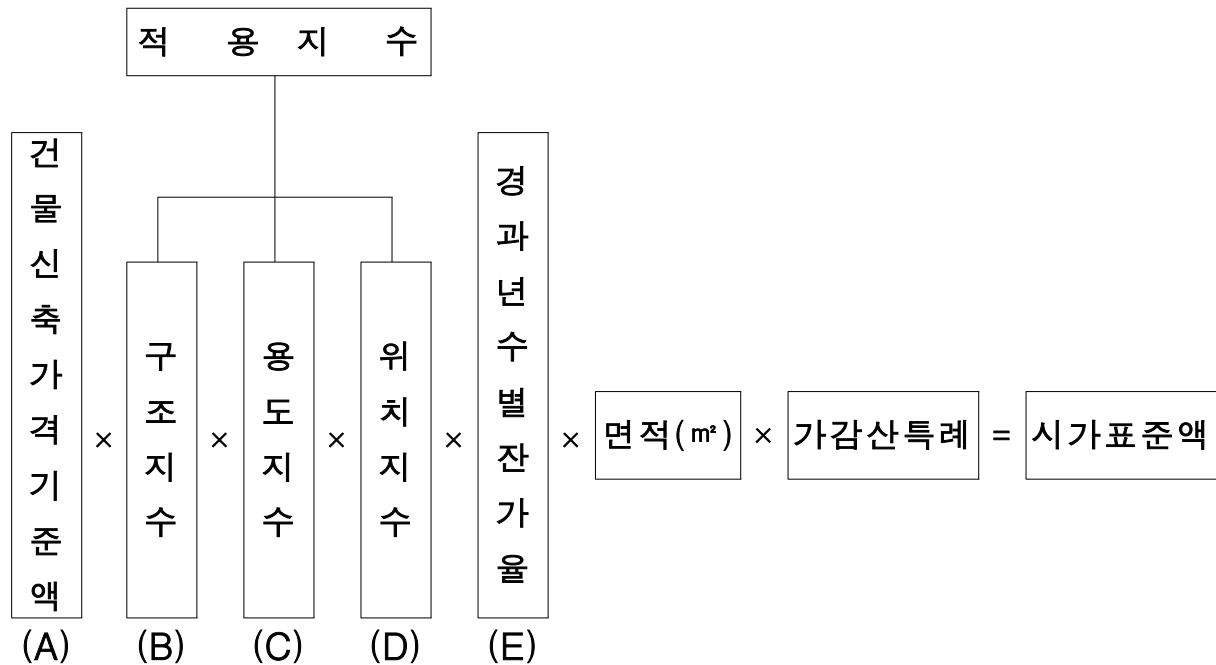 적 용 지 수
건물신축가격기준액
×
구조지수
×
용도지수
×
위치지수
×
경과년수별잔가율
×
면적(㎡)
×
가감산특례
=
시가표준액
(A)
(B)
(C)
(D)
(E)